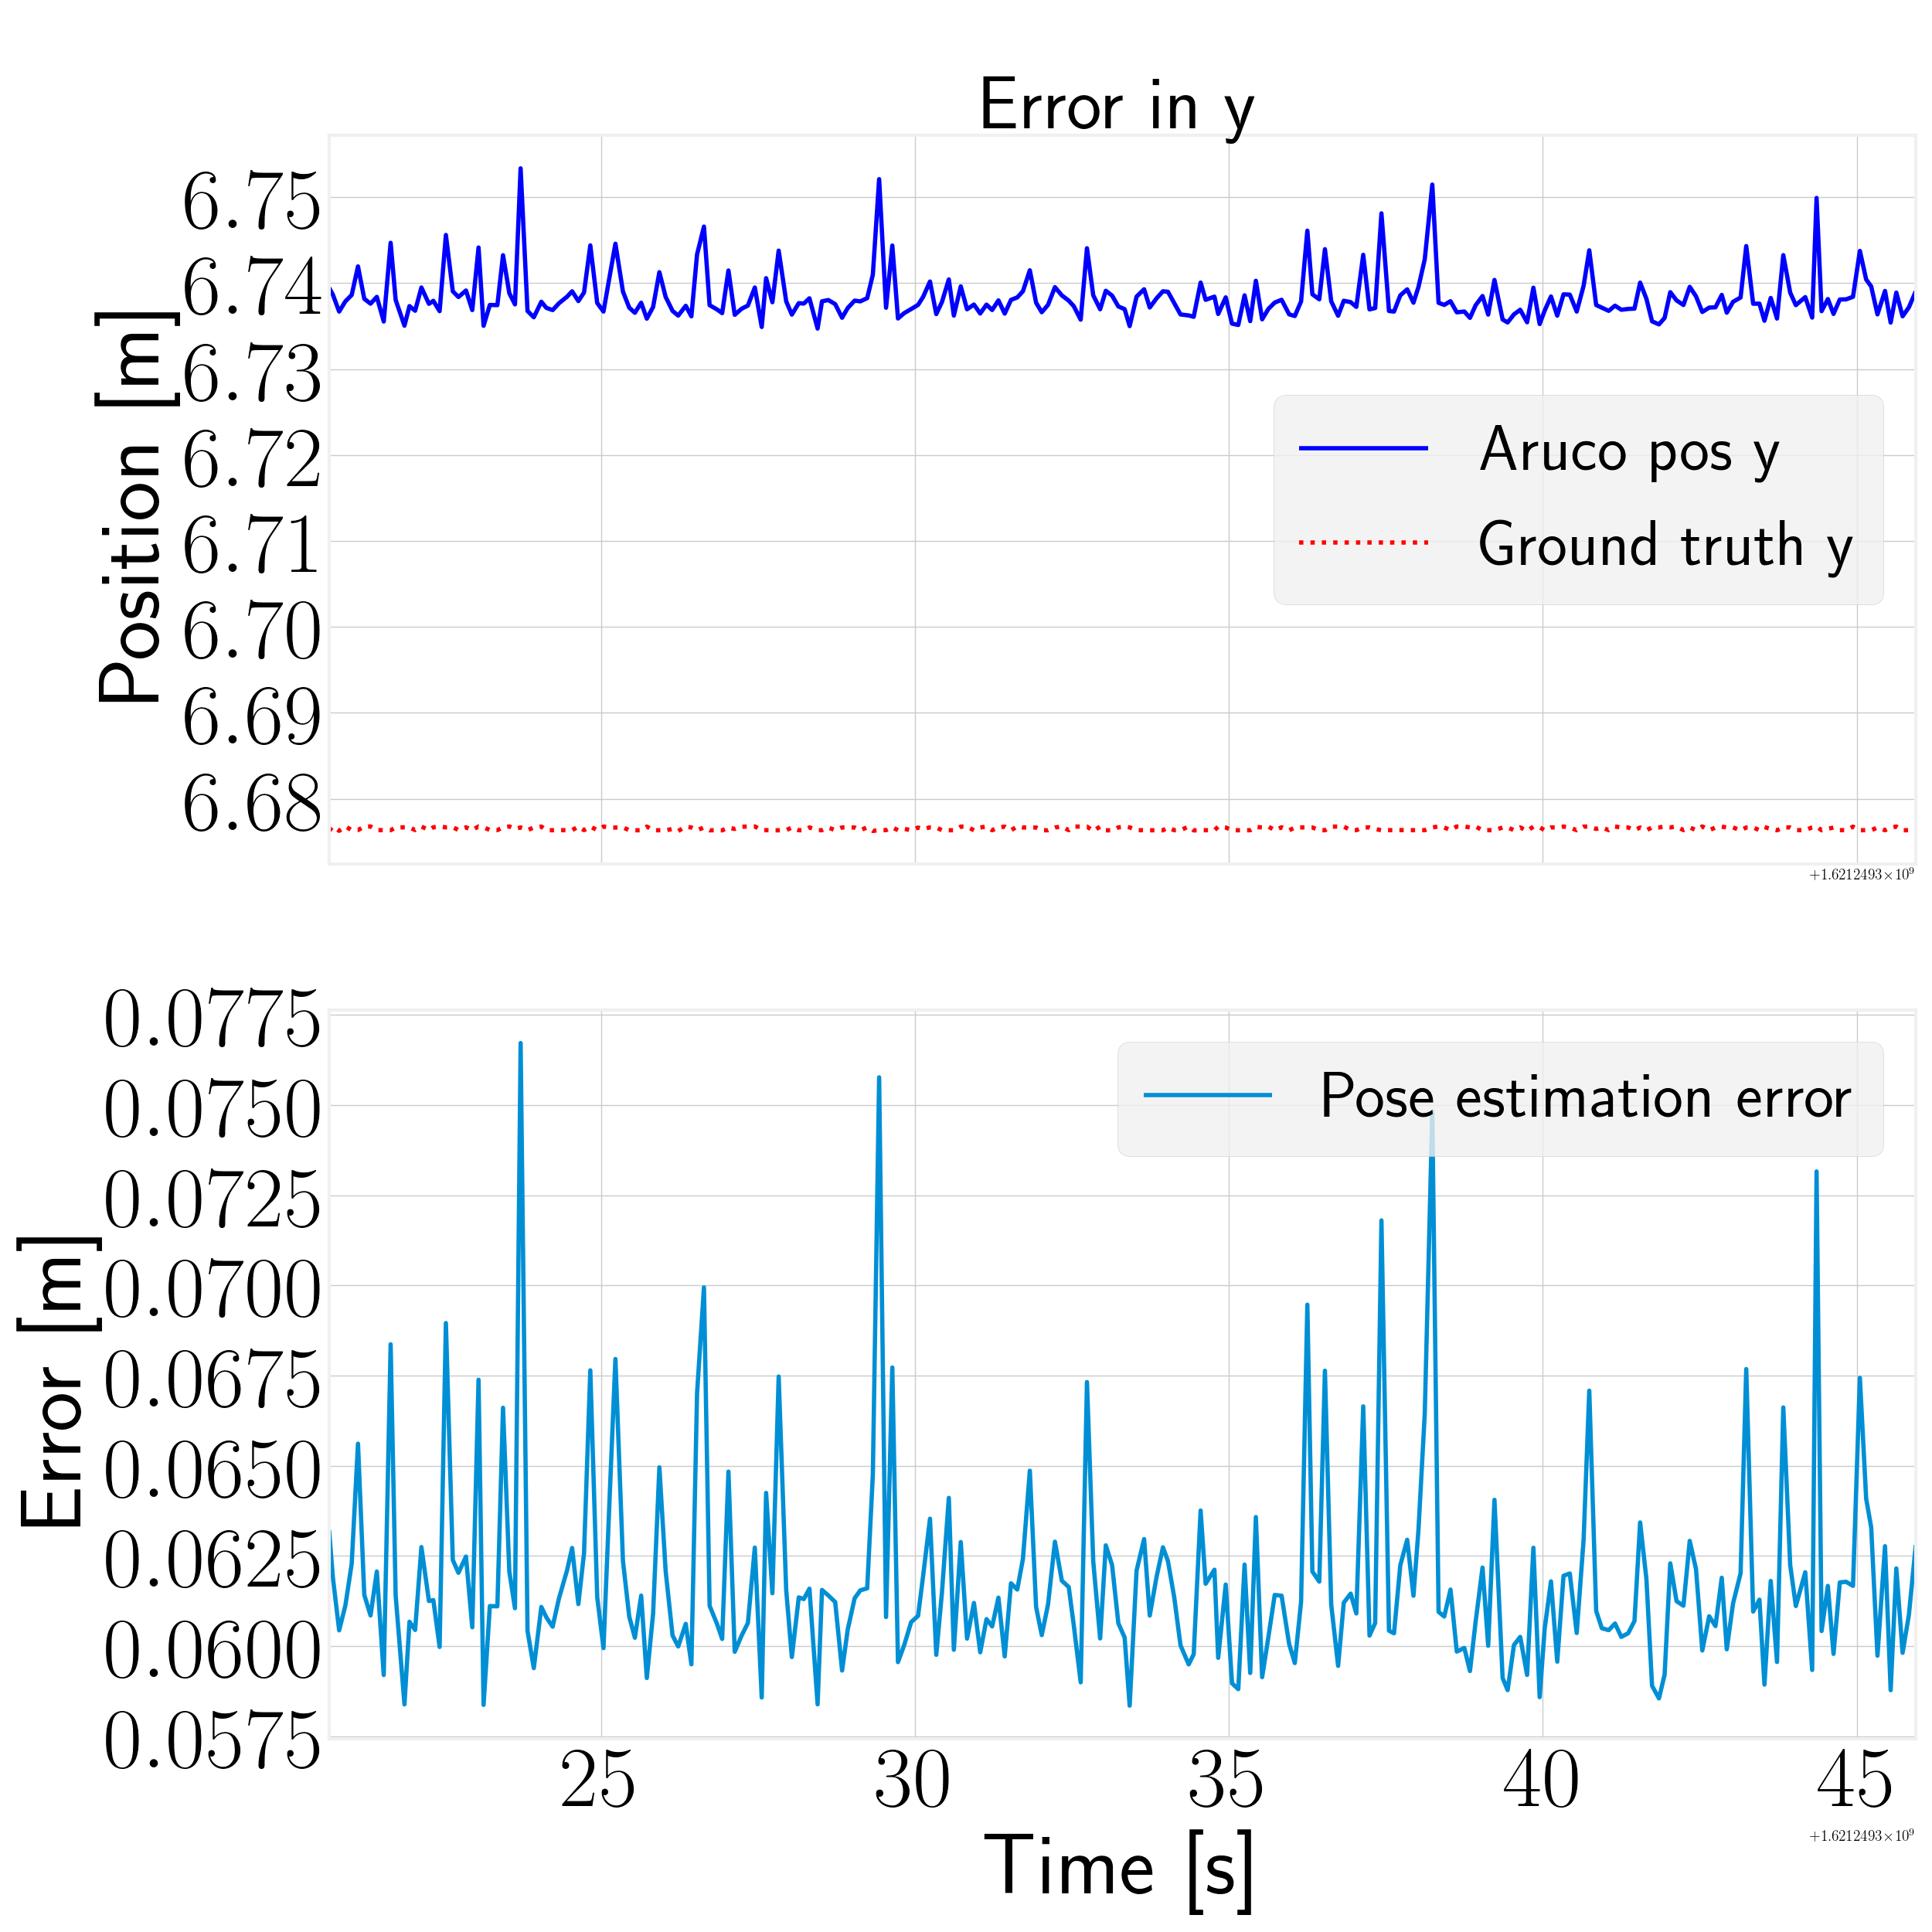 Error in y
Position [m]
6.75
6.74
6.73
6.72
6.71
6.70
6.69
6.68
Aruco pos y
Ground truth y
+1.6212493×10⁹
Error [m]
0.0775
0.0750
0.0725
0.0700
0.0675
0.0650
0.0625
0.0600
0.0575
Pose estimation error
25 30 35 40 45
+1.6212493×10⁹
Time [s]